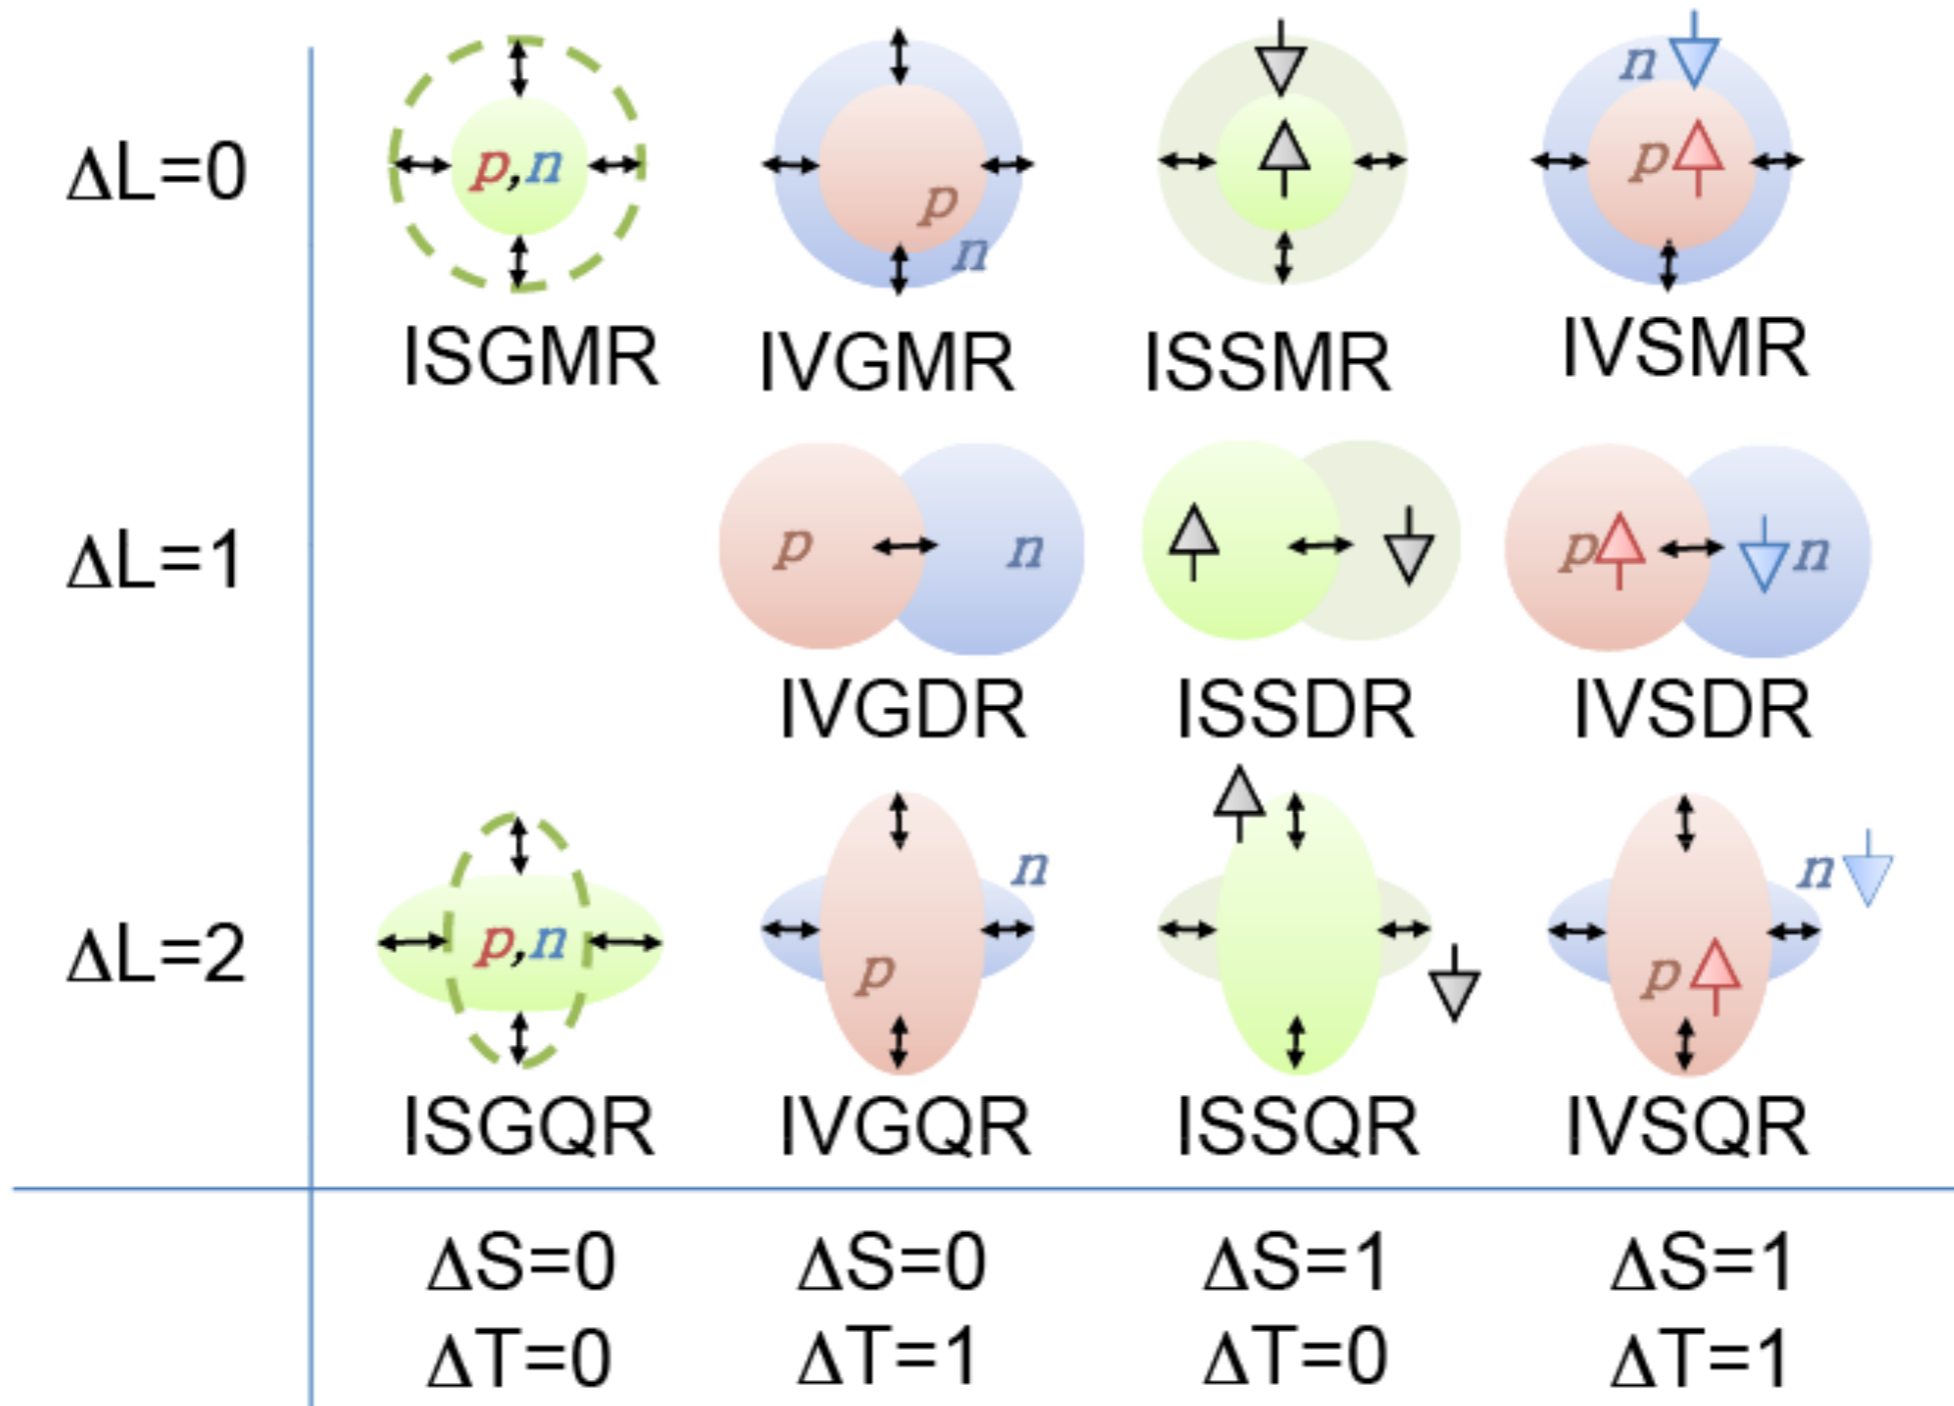 ΔL=0
p,n
p
n
n
p
ISGMR IVGMR ISSMR IVSMR
ΔL=1
p n
p n
IVGDR ISSDR IVSDR
ΔL=2
p,n
p
n
n
p
ISGQR IVGQR ISSQR IVSQR
ΔS=0 ΔS=0 ΔS=1 ΔS=1
ΔT=0 ΔT=1 ΔT=0 ΔT=1